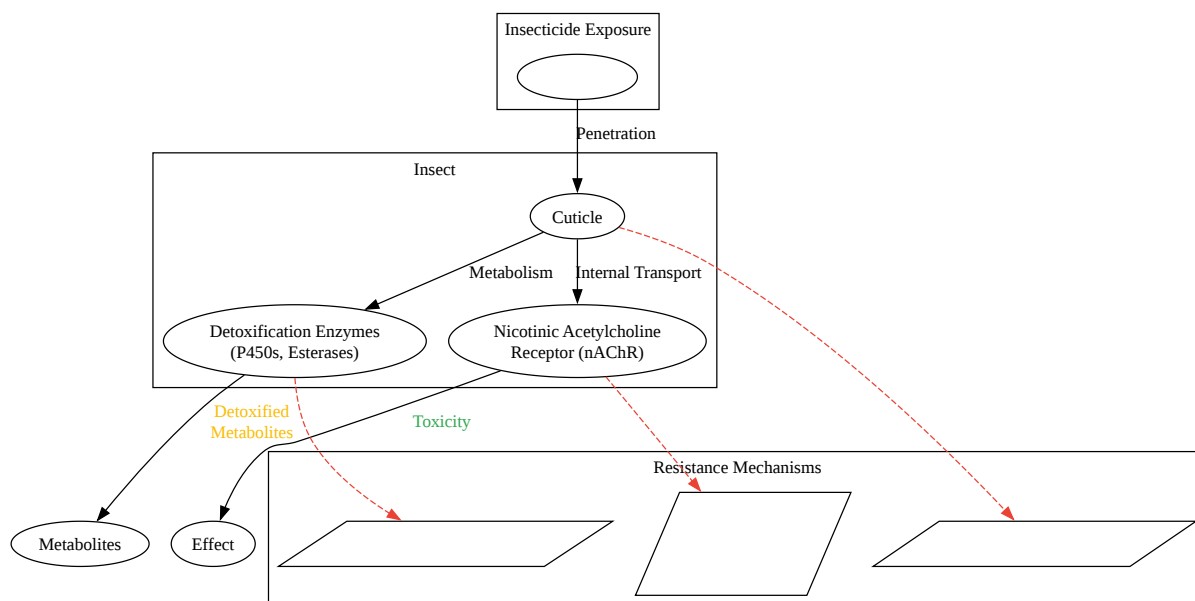 Insecticide Exposure
Penetration
Insect
Cuticle
Metabolism
Internal Transport
Detoxification Enzymes
(P450s, Esterases)
Nicotinic Acetylcholine
Receptor (nAChR)
Detoxified
Metabolites
Toxicity
Resistance Mechanisms
Metabolites
Effect